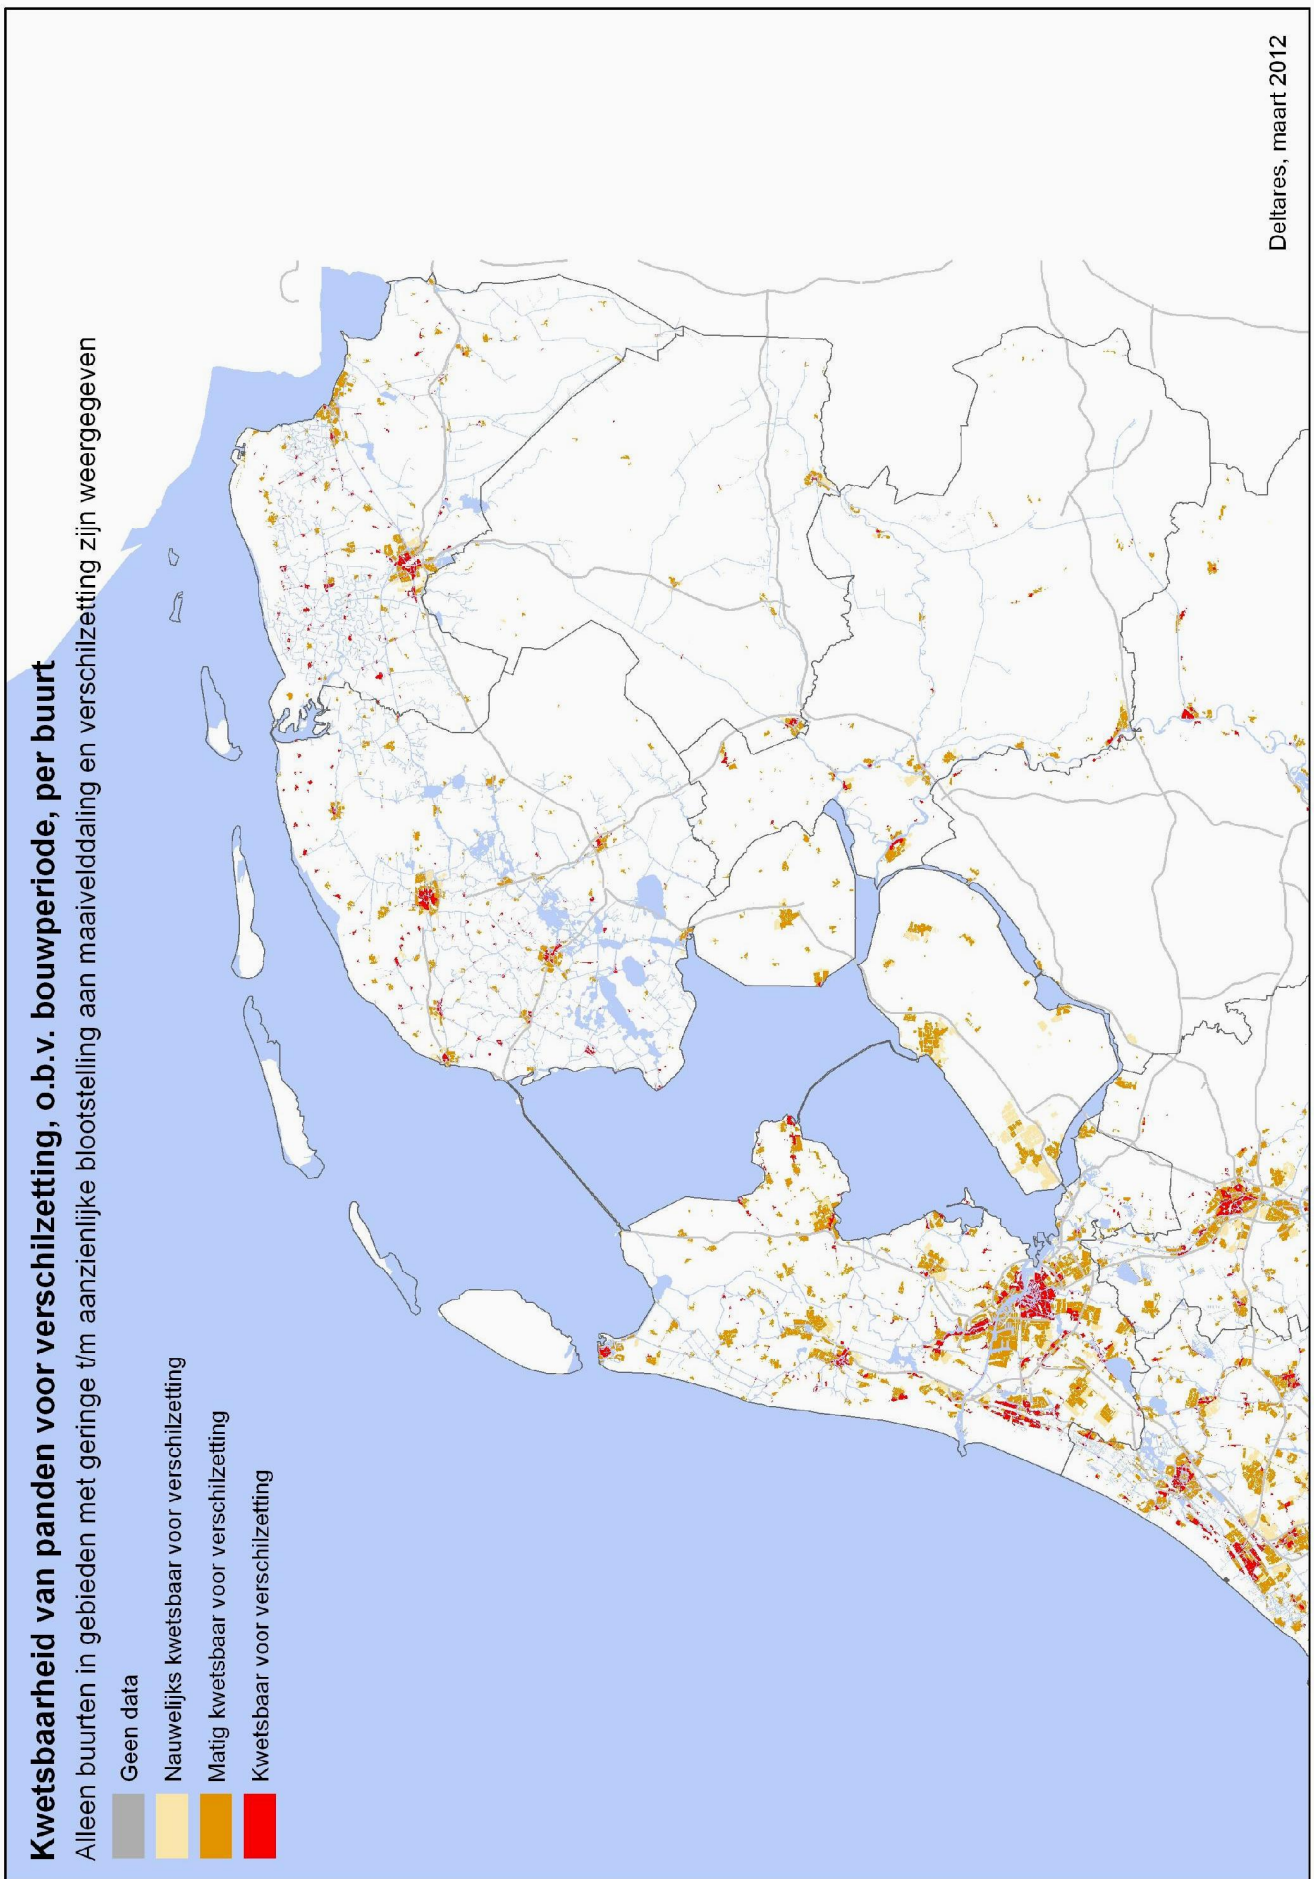 Kwetsbaarheid van panden voor verschilzetting, o.b.v. bouwperiode, per buurt
Alleen buurten in gebieden met geringe t/m aanzienlijke blootstelling aan maaivelddaling en verschilzetting zijn weergegeven
Geen data
Nauwelijks kwetsbaar voor verschilzetting
Matig kwetsbaar voor verschilzetting
Kwetsbaar voor verschilzetting
Deltares, maart 2012